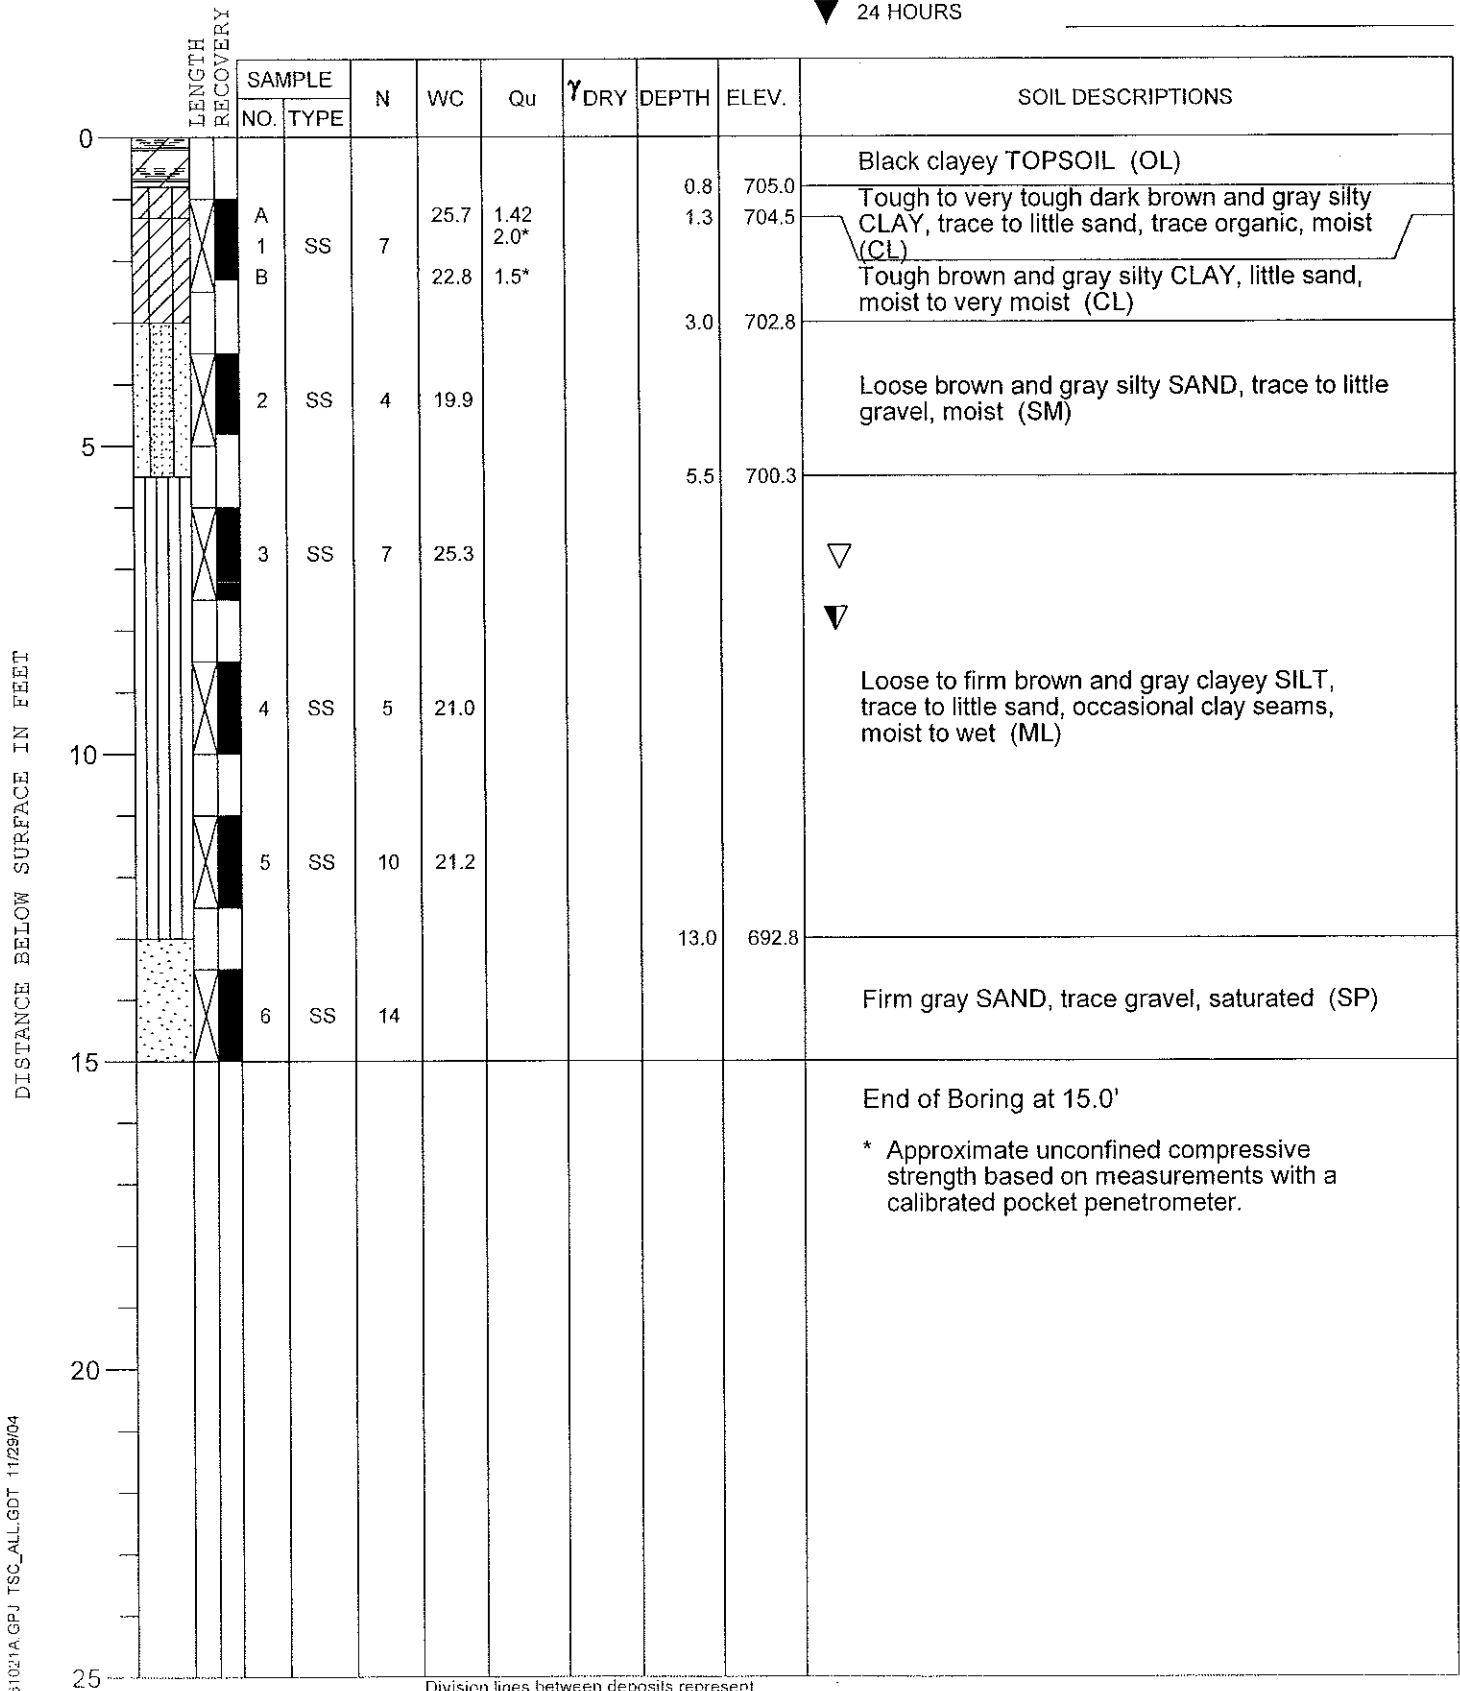 24 HOURS
LENGTH
RECOVERY
SAMPLE
NO. TYPE N WC Qu γDRY DEPTH ELEV. SOIL DESCRIPTIONS
0
Black clayey TOPSOIL (OL)
0.8 705.0
Tough to very tough dark brown and gray silty
A 25.7 1.42 1.3 704.5 CLAY, trace to little sand, trace organic, moist
1 SS 7 2.0*
(CL)
B 22.8 1.5* Tough brown and gray silty CLAY, little sand,
moist to very moist (CL)
3.0 702.8
2 SS 4 19.9 Loose brown and gray silty SAND, trace to little
gravel, moist (SM)
5
5.5 700.3
3 SS 7 25.3
4 SS 5 21.0 Loose to firm brown and gray clayey SILT,
trace to little sand, occasional clay seams,
moist to wet (ML)
10
5 SS 10 21.2
13.0 692.8
6 SS 14 Firm gray SAND, trace gravel, saturated (SP)
15
End of Boring at 15.0'
* Approximate unconfined compressive
strength based on measurements with a
calibrated pocket penetrometer.
20
25
DISTANCE BELOW SURFACE IN FEET
61021A.GPJ TSC_ALL.GDT 11/29/04
Division lines between deposits represent